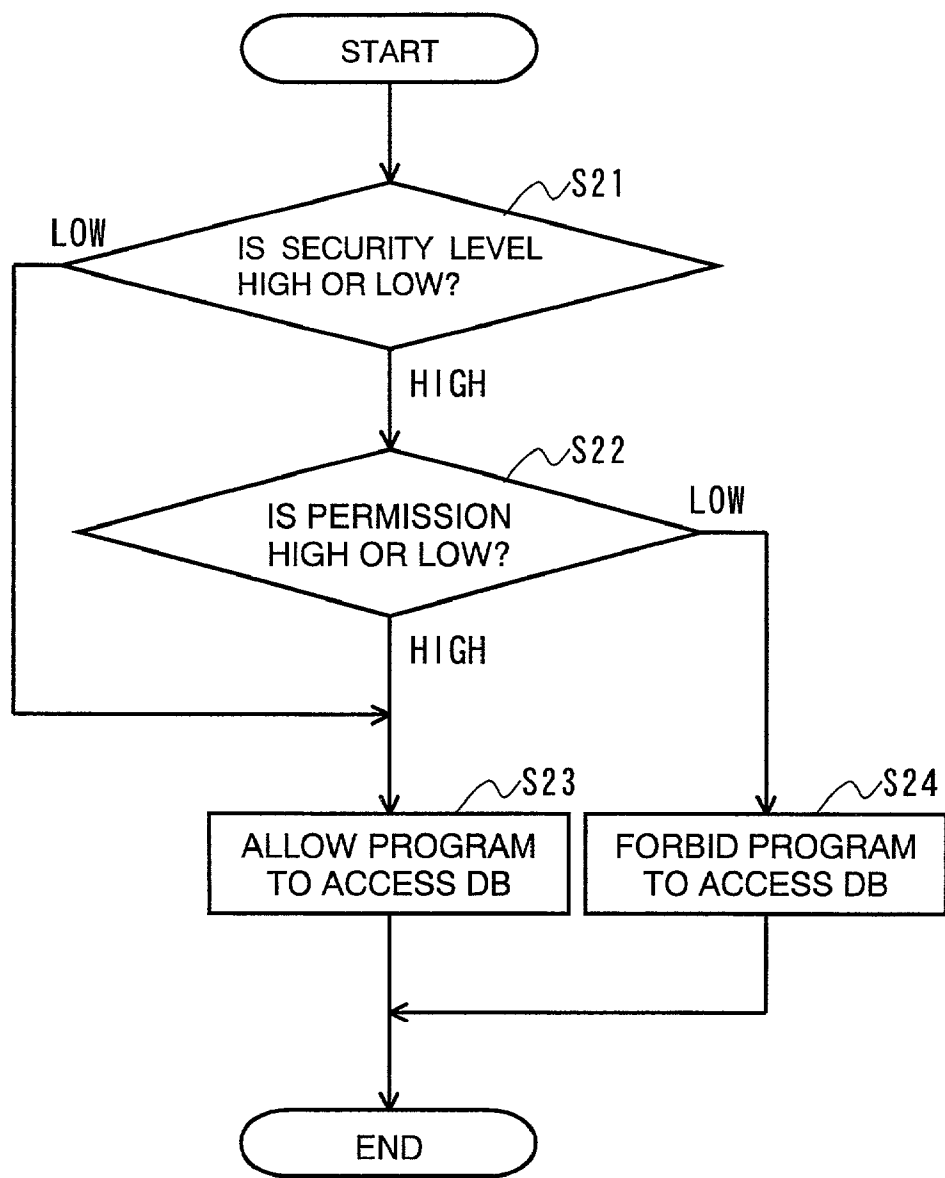 START
S21
LOW
IS SECURITY LEVEL
HIGH OR LOW?
HIGH
S22
LOW
IS PERMISSION
HIGH OR LOW?
HIGH
S23
S24
ALLOW PROGRAM
TO ACCESS DB
FORBID PROGRAM
TO ACCESS DB
END